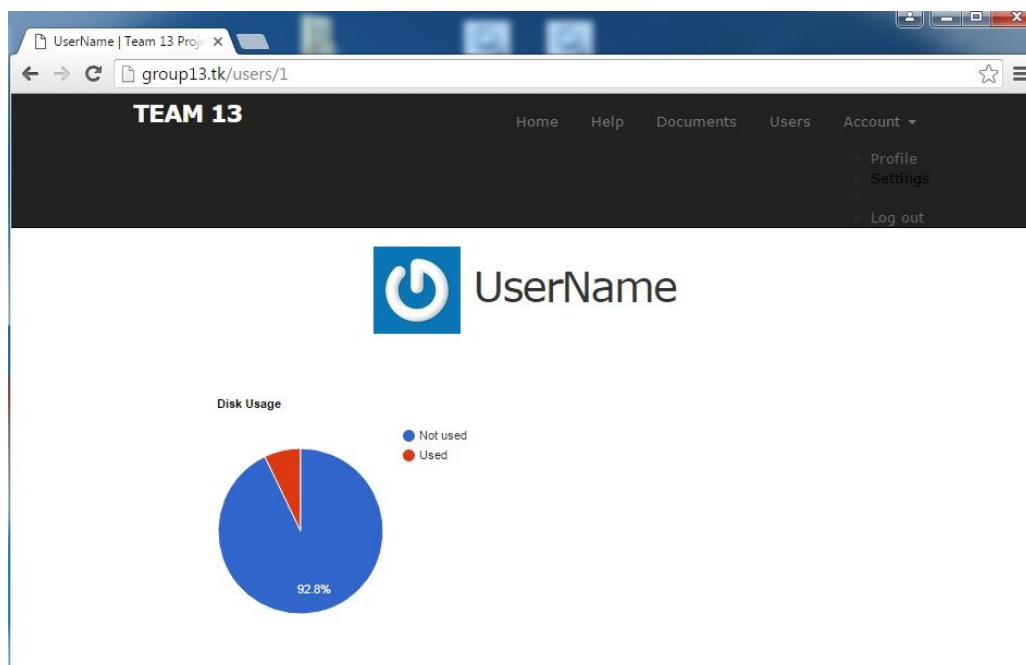 UserName | Team 13 Proj
group13.tk/users/1
TEAM 13
Home Help Documents Users Account
Profile
Settings
Log out
UserName
Disk Usage
Not used
Used
92.8%